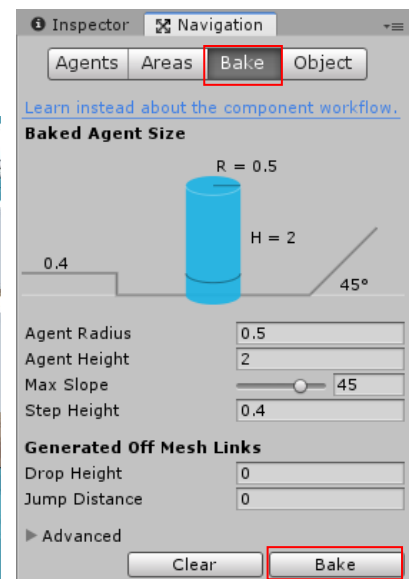 Inspector Navigation
Agents Areas Bake Object
Learn instead about the component workflow.
Baked Agent Size
R = 0.5
H = 2
0.4
45°
Agent Radius 0.5
Agent Height 2
Max Slope 45
Step Height 0.4
Generated Off Mesh Links
Drop Height 0
Jump Distance 0
Advanced
Clear Bake